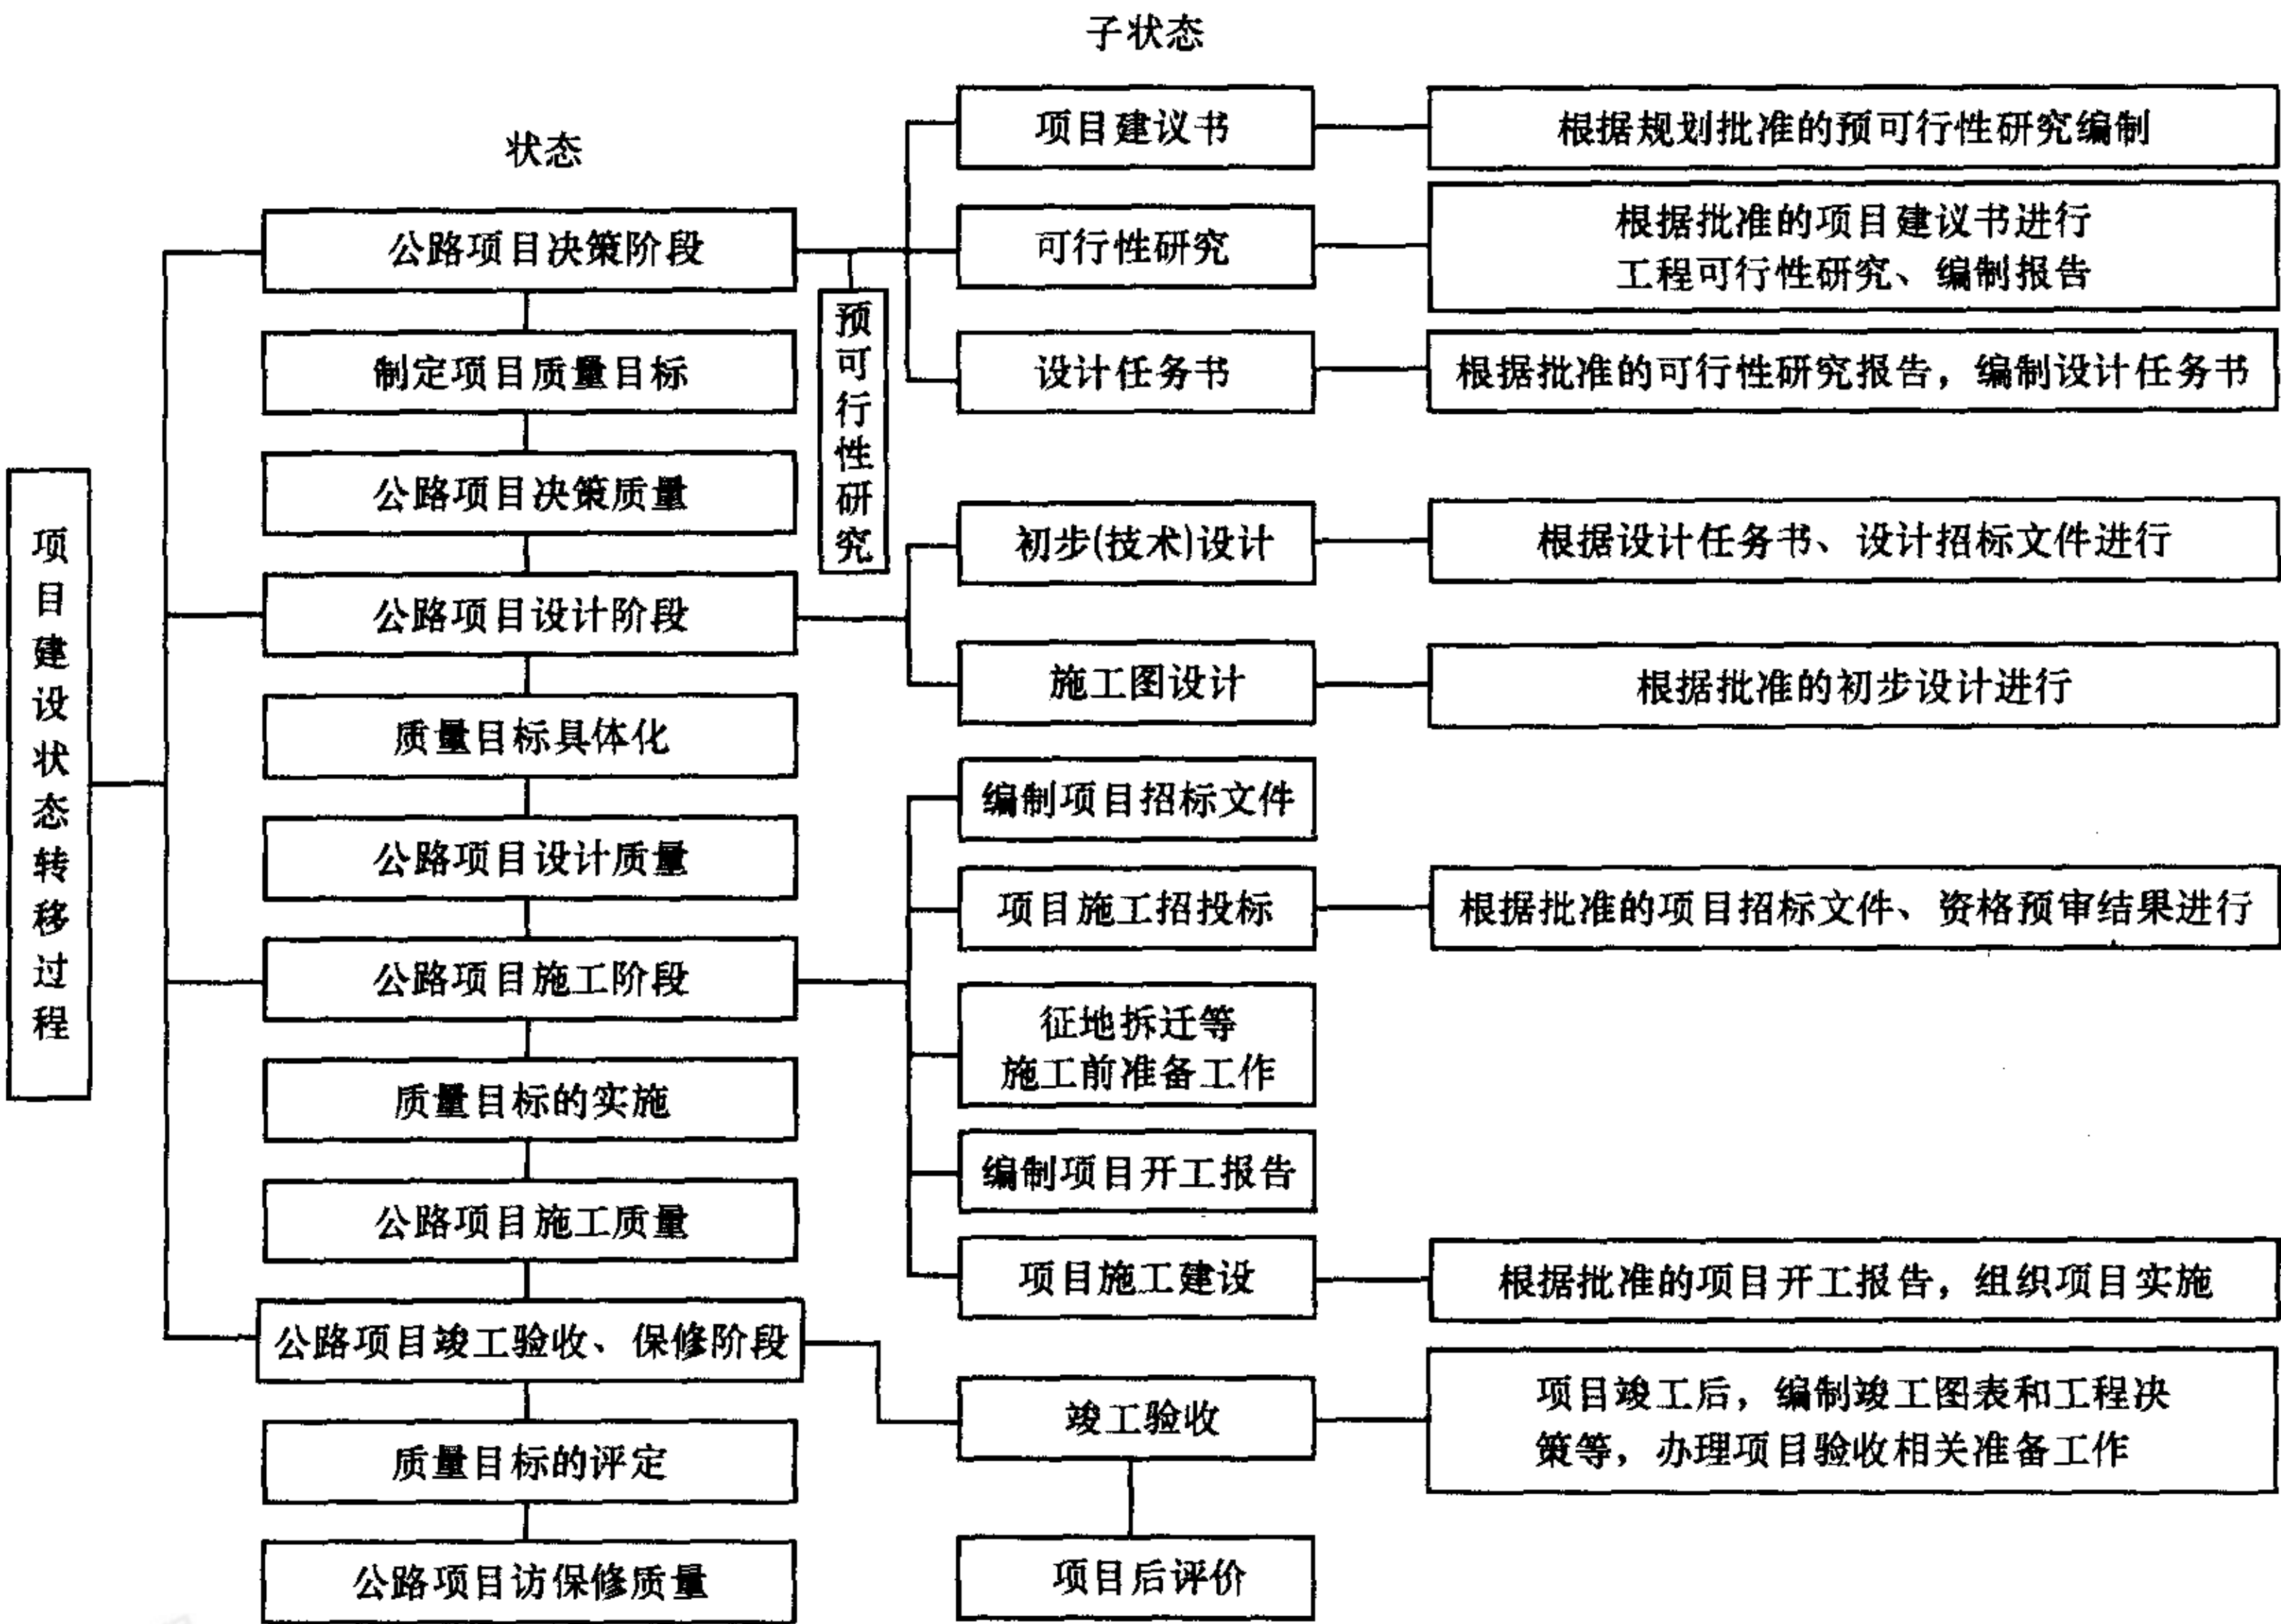 子状态
状态
项目建设状态转移过程
公路项目决策阶段
制定项目质量目标
公路项目决策质量
公路项目设计阶段
质量目标具体化
公路项目设计质量
公路项目施工阶段
质量目标的实施
公路项目施工质量
公路项目竣工验收、保修阶段
质量目标的评定
公路项目访保修质量
预可行性研究
项目建议书
根据规划批准的预可行性研究编制
可行性研究
根据批准的项目建议书进行
工程可行性研究、编制报告
设计任务书
根据批准的可行性研究报告，编制设计任务书
初步(技术)设计
根据设计任务书、设计招标文件进行
施工图设计
根据批准的初步设计进行
编制项目招标文件
项目施工招投标
根据批准的项目招标文件、资格预审结果进行
征地拆迁等
施工前准备工作
编制项目开工报告
项目施工建设
根据批准的项目开工报告，组织项目实施
竣工验收
项目竣工后，编制竣工图表和工程决
策等，办理项目验收相关准备工作
项目后评价